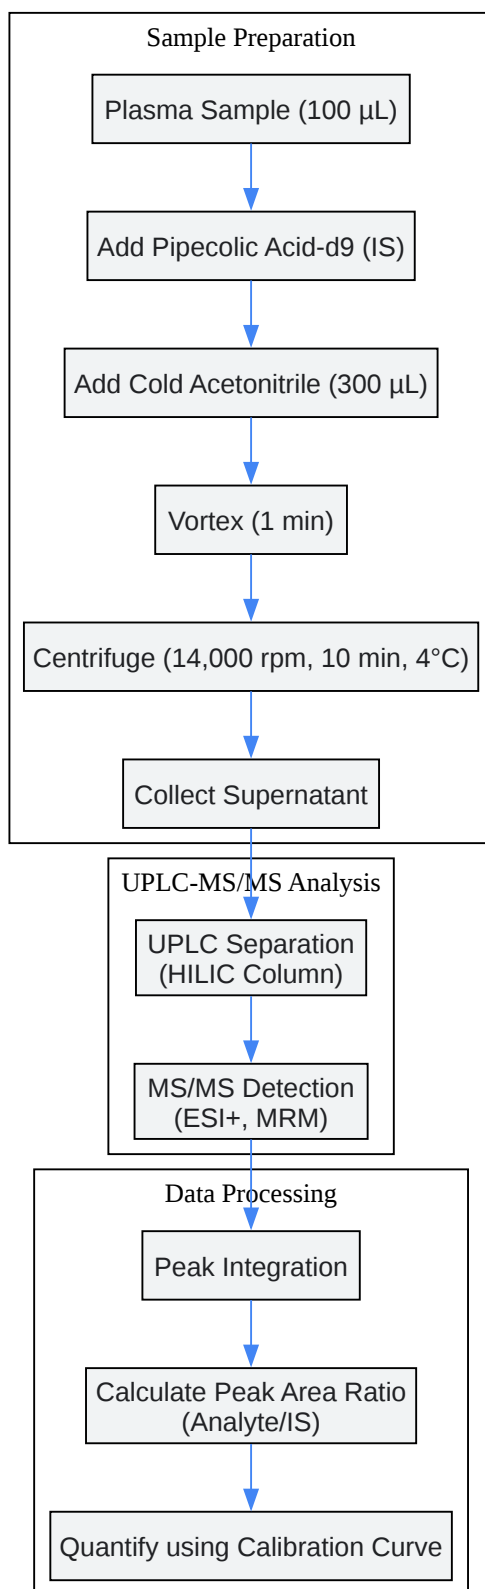 Sample Preparation
Plasma Sample (100 µL)
Add Pipecolic Acid-d9 (IS)
Add Cold Acetonitrile (300 µL)
Vortex (1 min)
Centrifuge (14,000 rpm, 10 min, 4°C)
Collect Supernatant
UPLC-MS/MS Analysis
UPLC Separation
(HILIC Column)
MS/MS Detection
(ESI+, MRM)
Data Processing
Peak Integration
Calculate Peak Area Ratio
(Analyte/IS)
Quantify using Calibration Curve